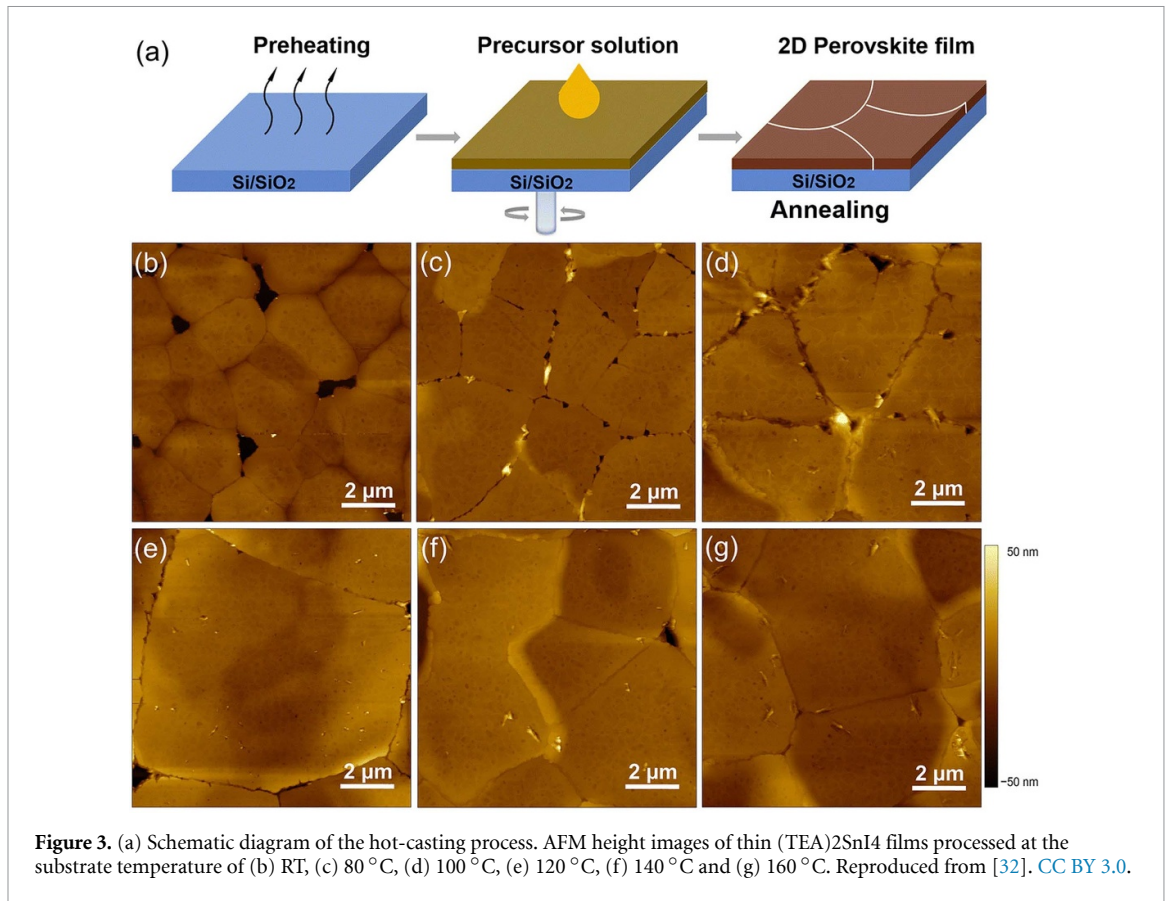 (a)
Preheating
Precursor solution
2D Perovskite film
Si/SiO2
Si/SiO2
Si/SiO2
Annealing
(b)
(c)
(d)
2 µm
2 µm
2 µm
(e)
(f)
(g)
50 nm
2 µm
2 µm
2 µm
−50 nm
Figure 3. (a) Schematic diagram of the hot-casting process. AFM height images of thin (TEA)2SnI4 films processed at the
substrate temperature of (b) RT, (c) 80 °C, (d) 100 °C, (e) 120 °C, (f) 140 °C and (g) 160 °C. Reproduced from [32]. CC BY 3.0.